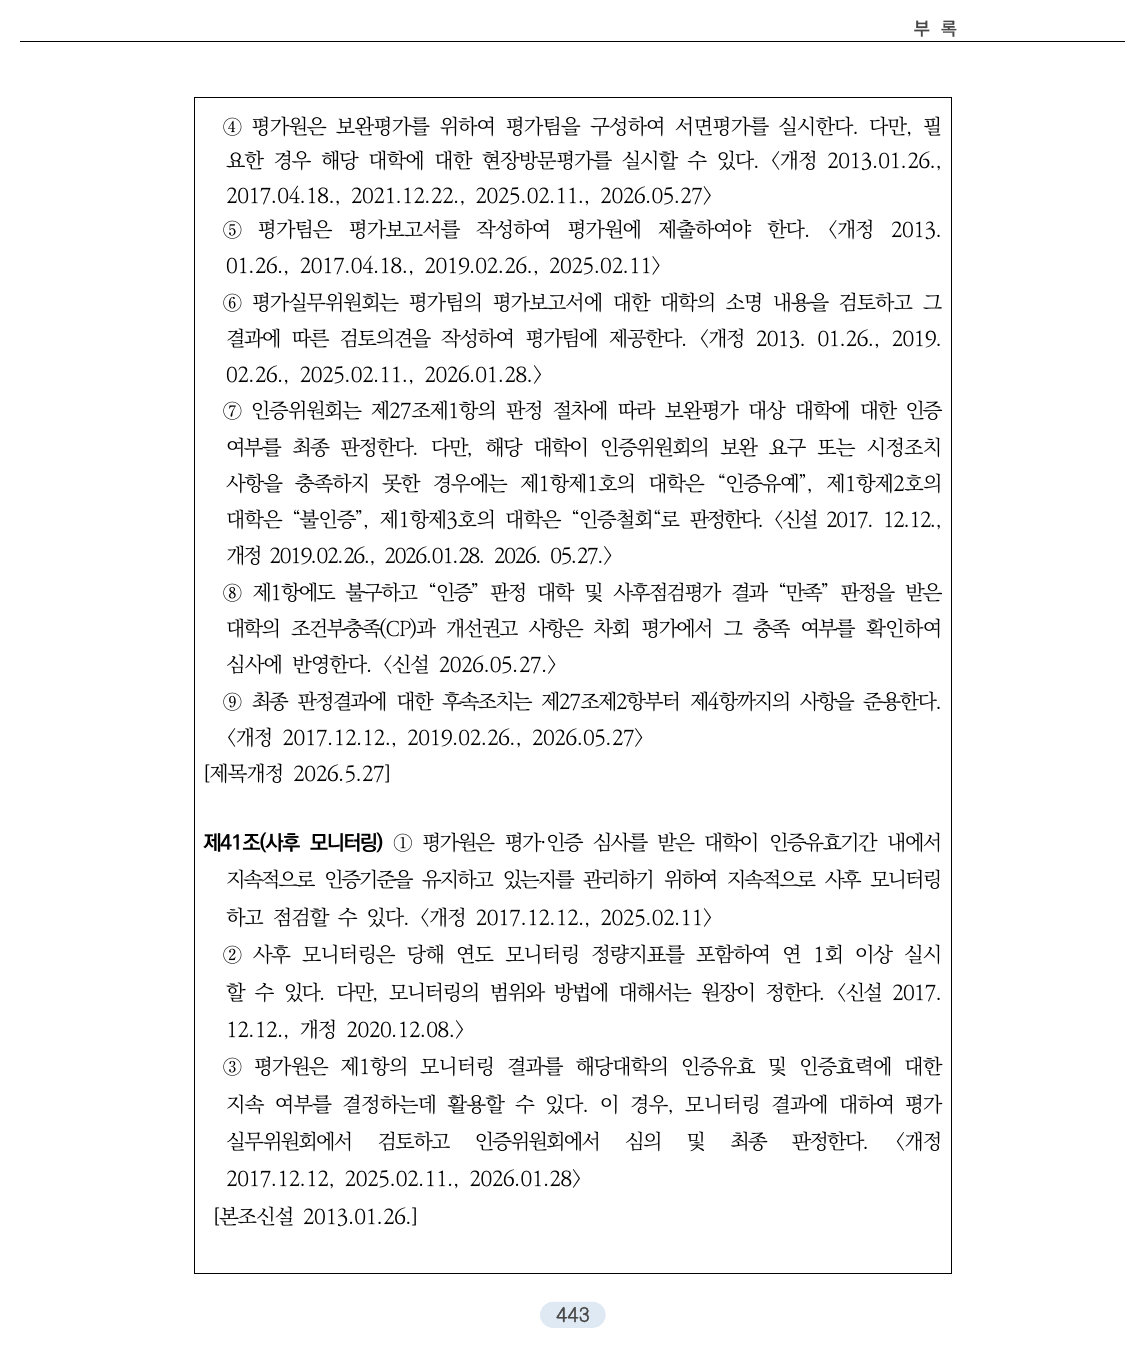 부 록
④ 평가원은 보완평가를 위하여 평가팀을 구성하여 서면평가를 실시한다. 다만, 필
요한 경우 해당 대학에 대한 현장방문평가를 실시할 수 있다. 〈개정 2013.01.26.,
2017.04.18., 2021.12.22., 2025.02.11., 2026.05.27〉
⑤ 평가팀은 평가보고서를 작성하여 평가원에 제출하여야 한다. 〈개정 2013.
01.26., 2017.04.18., 2019.02.26., 2025.02.11〉
⑥ 평가실무위원회는 평가팀의 평가보고서에 대한 대학의 소명 내용을 검토하고 그
결과에 따른 검토의견을 작성하여 평가팀에 제공한다. 〈개정 2013. 01.26., 2019.
02.26., 2025.02.11., 2026.01.28.〉
⑦ 인증위원회는 제27조제1항의 판정 절차에 따라 보완평가 대상 대학에 대한 인증
여부를 최종 판정한다. 다만, 해당 대학이 인증위원회의 보완 요구 또는 시정조치
사항을 충족하지 못한 경우에는 제1항제1호의 대학은 “인증유예”, 제1항제2호의
대학은 “불인증”, 제1항제3호의 대학은 “인증철회“로 판정한다. 〈신설 2017. 12.12.,
개정 2019.02.26., 2026.01.28. 2026. 05.27.〉
⑧ 제1항에도 불구하고 “인증” 판정 대학 및 사후점검평가 결과 “만족” 판정을 받은
대학의 조건부충족(CP)과 개선권고 사항은 차회 평가에서 그 충족 여부를 확인하여
심사에 반영한다. 〈신설 2026.05.27.〉
⑨ 최종 판정결과에 대한 후속조치는 제27조제2항부터 제4항까지의 사항을 준용한다.
〈개정 2017.12.12., 2019.02.26., 2026.05.27〉
[제목개정 2026.5.27]
제41조(사후 모니터링) ① 평가원은 평가·인증 심사를 받은 대학이 인증유효기간 내에서
지속적으로 인증기준을 유지하고 있는지를 관리하기 위하여 지속적으로 사후 모니터링
하고 점검할 수 있다. 〈개정 2017.12.12., 2025.02.11〉
② 사후 모니터링은 당해 연도 모니터링 정량지표를 포함하여 연 1회 이상 실시
할 수 있다. 다만, 모니터링의 범위와 방법에 대해서는 원장이 정한다. 〈신설 2017.
12.12., 개정 2020.12.08.〉
③ 평가원은 제1항의 모니터링 결과를 해당대학의 인증유효 및 인증효력에 대한
지속 여부를 결정하는데 활용할 수 있다. 이 경우, 모니터링 결과에 대하여 평가
실무위원회에서 검토하고 인증위원회에서 심의 및 최종 판정한다. 〈개정
2017.12.12, 2025.02.11., 2026.01.28〉
[본조신설 2013.01.26.]
443